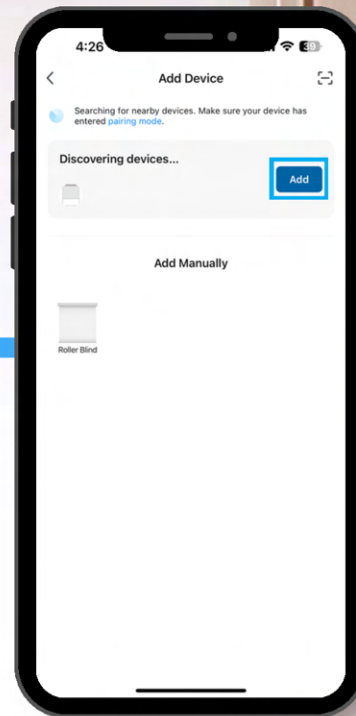 4:26
39
Add Device
Searching for nearby devices. Make sure your device has
entered pairing mode.
Discovering devices...
Add
Add Manually
Roller Blind